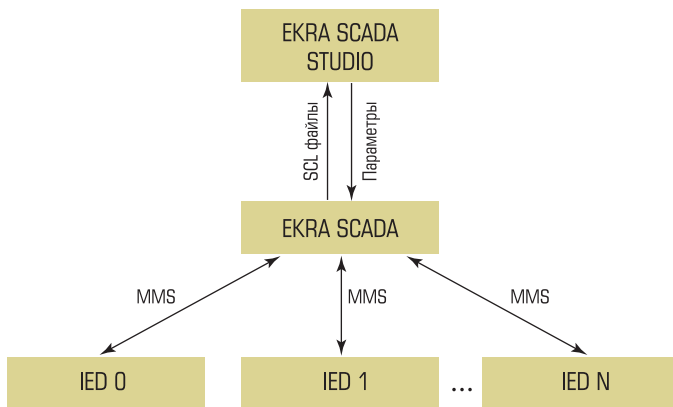 EKRA SCADA
STUDIO
SCL файлы
Параметры
EKRA SCADA
MMS
MMS
MMS
IED 0
IED 1
...
IED N